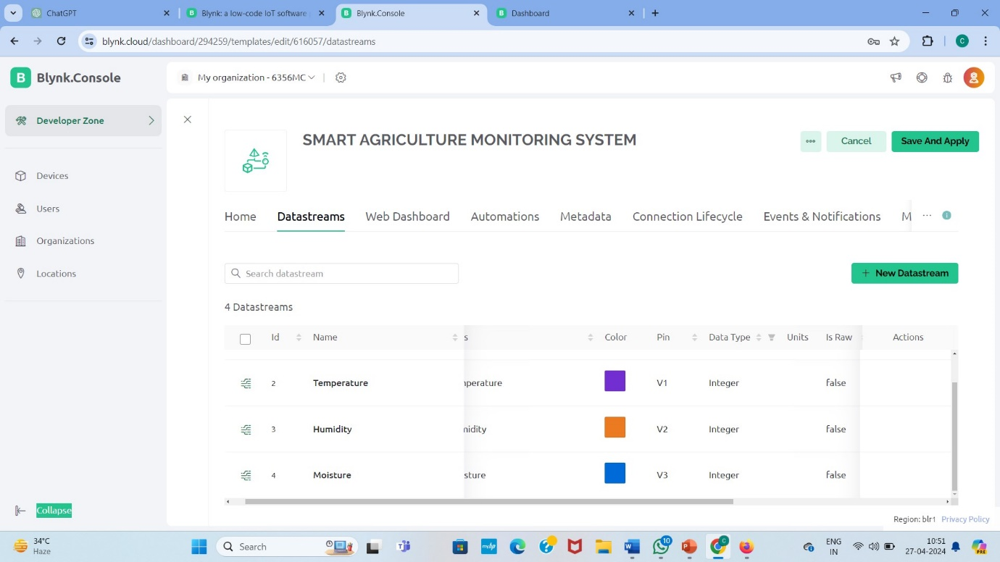 ChatGPT
Blynk: a low-code IoT software
Blynk.Console
Dashboard
blynk.cloud/dashboard/294259/templates/edit/616057/datastreams
C
B Blynk.Console
My organization - 6356MC
Developer Zone
Devices
Users
Organizations
Locations
Collapse
SMART AGRICULTURE MONITORING SYSTEM
Cancel
Save And Apply
Home Datastreams Web Dashboard Automations Metadata Connection Lifecycle Events & Notifications M
Search datastream
+ New Datastream
4 Datastreams
Id Name s Color Pin Data Type Units Is Raw Actions
2 Temperature nperature V1 Integer false
3 Humidity nidity V2 Integer false
4 Moisture sture V3 Integer false
Region: blr1 Privacy Policy
34°C
Haze
Search
10
ENG
IN
10:51
27-04-2024
PRE